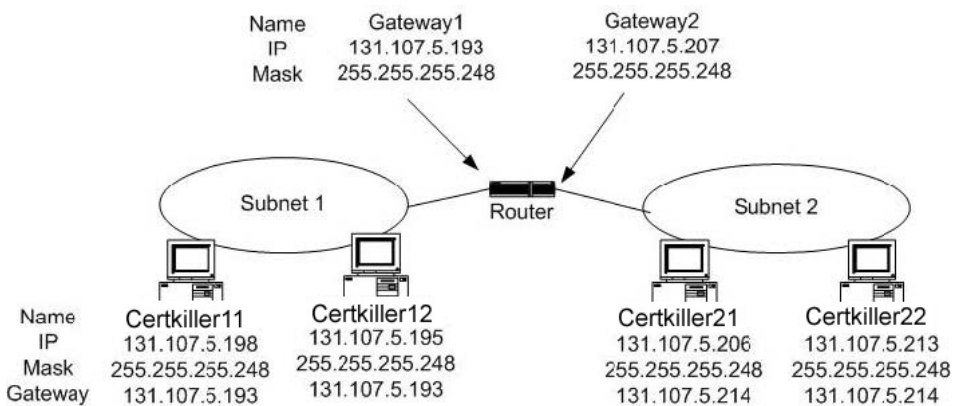 Name Gateway1 Gateway2
IP 131.107.5.193 131.107.5.207
Mask 255.255.255.248 255.255.255.248
Subnet 1 Router Subnet 2
Name Certkiller11 Certkiller12 Certkiller21 Certkiller22
IP 131.107.5.198 131.107.5.195 131.107.5.206 131.107.5.213
Mask 255.255.255.248 255.255.255.248 255.255.255.248 255.255.255.248
Gateway 131.107.5.193 131.107.5.193 131.107.5.214 131.107.5.214